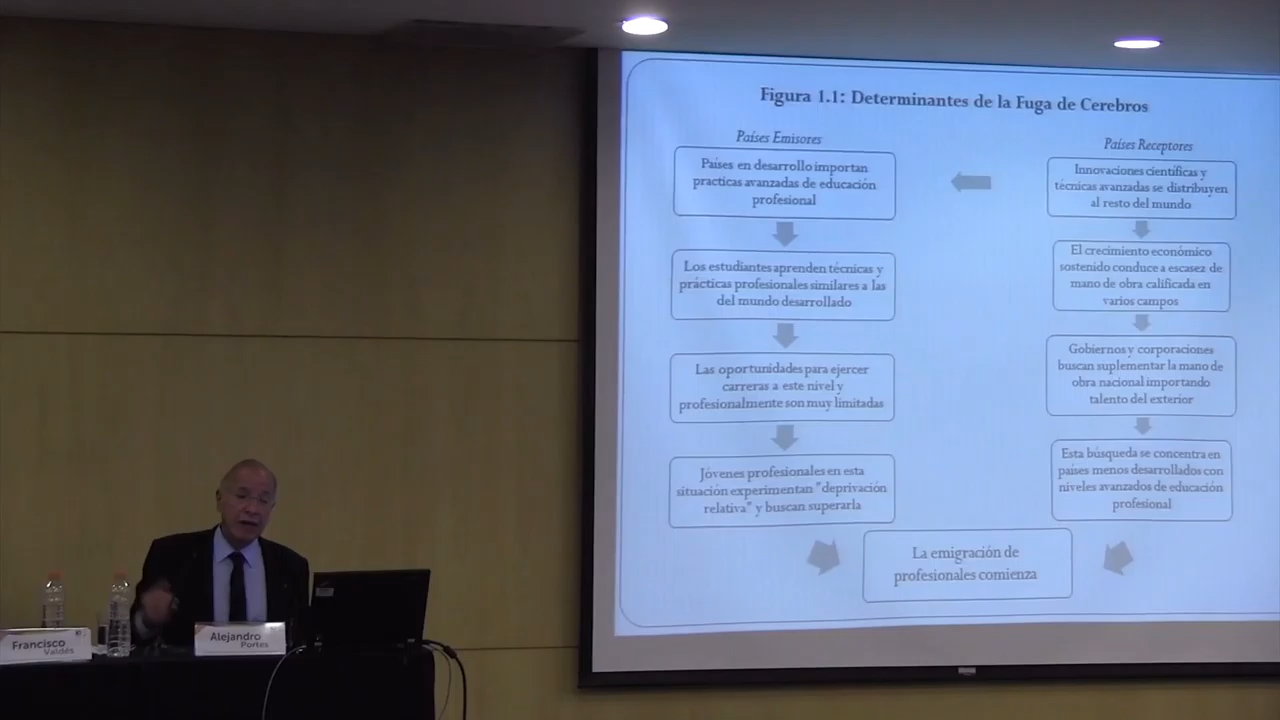 Figura 1.1: Determinantes de la Fuga de Cerebros
Países Emisores
Países en desarrollo importan
practicas avanzadas de educación
profesional
Los estudiantes aprenden técnicas y
prácticas profesionales similares a las
del mundo desarrollado
Las oportunidades para ejercer
carreras a este nivel y
profesionalmente son muy limitadas
Jóvenes profesionales en esta
situación experimentan "deprivación
relativa" y buscan superarla
Países Receptores
Innovaciones científicas y
técnicas avanzadas se distribuyen
al resto del mundo
El crecimiento económico
sostenido conduce a escasez de
mano de obra calificada en
varios campos
Gobiernos y corporaciones
buscan suplementar la mano de
obra nacional importando
talento del exterior
Esta búsqueda se concentra en
países menos desarrollados con
niveles avanzados de educación
profesional
La emigración de
profesionales comienza
Francisco
Valdés
Alejandro
Portes